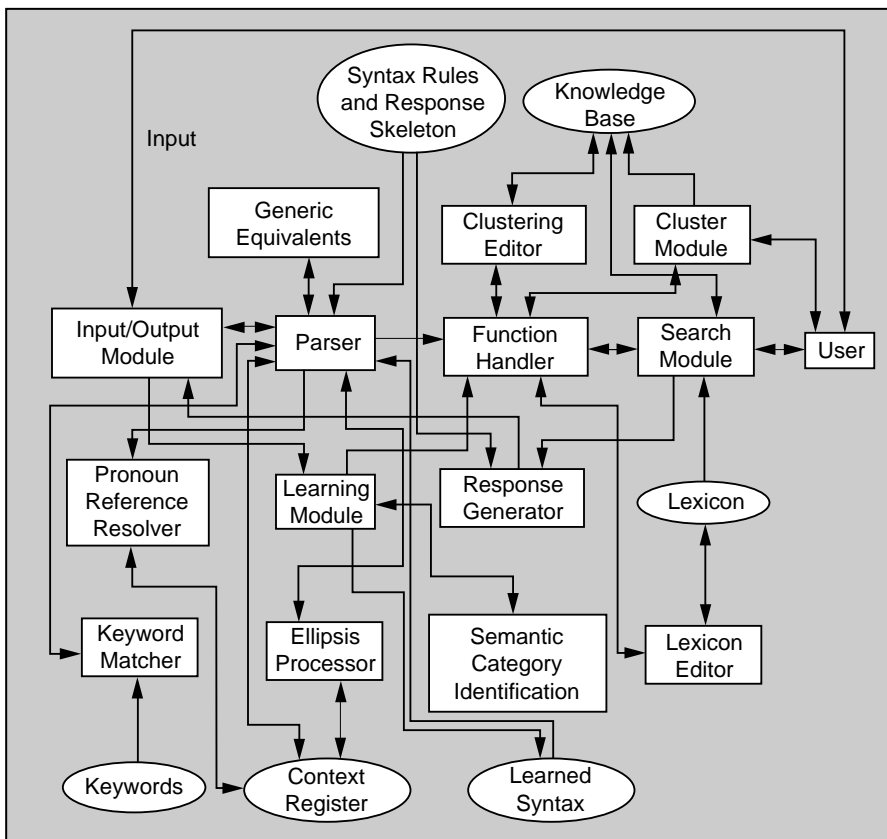 Syntax Rules
and Response
Skeleton
Knowledge
Base
Input
Generic
Equivalents
Clustering
Editor
Cluster
Module
Input/Output
Module
Parser
Function
Handler
Search
Module
User
Pronoun
Reference
Resolver
Learning
Module
Response
Generator
Lexicon
Keyword
Matcher
Ellipsis
Processor
Semantic
Category
Identification
Lexicon
Editor
Keywords
Context
Register
Learned
Syntax